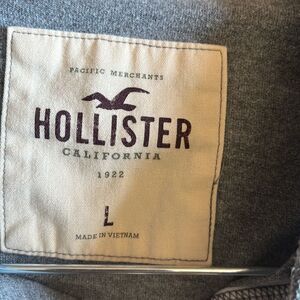 PACIFIC MERCHANTS
HOLLISTER
CALIFORNIA
1922
L
MADE IN VIETNAM